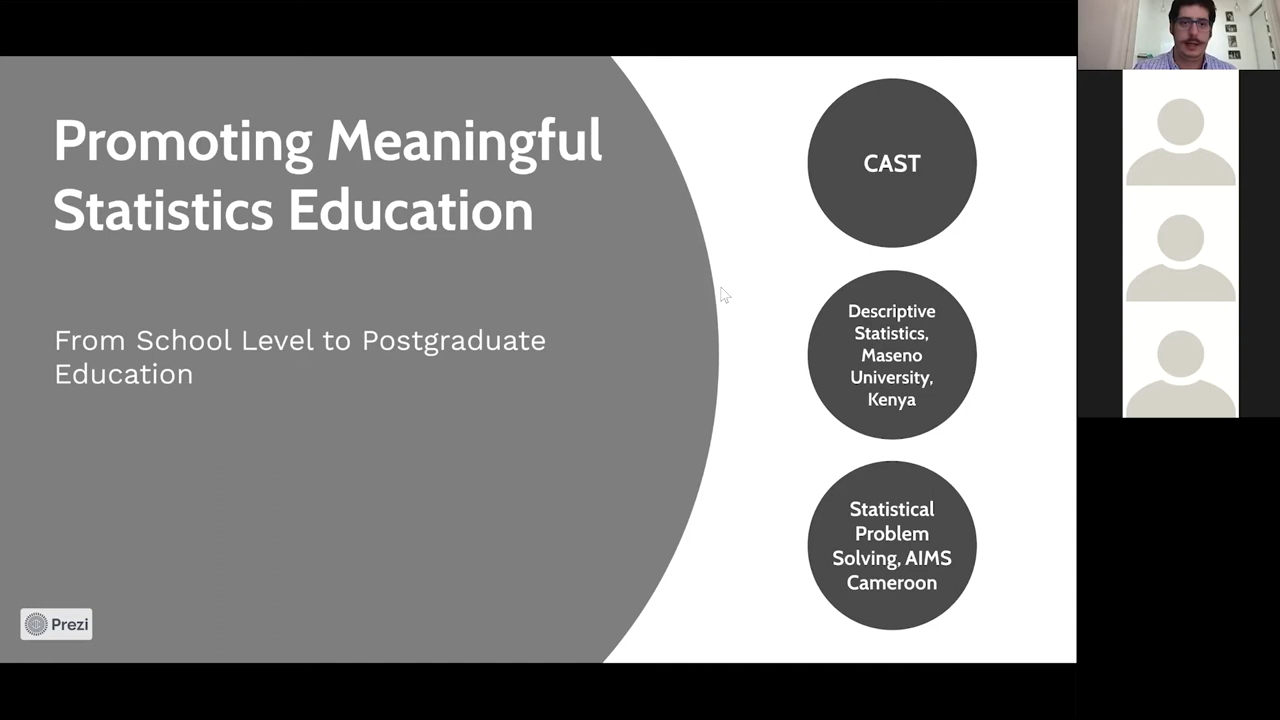 Promoting Meaningful
Statistics Education
From School Level to Postgraduate
Education
CAST
Descriptive
Statistics,
Maseno
University,
Kenya
Statistical
Problem
Solving, AIMS
Cameroon
Prezi